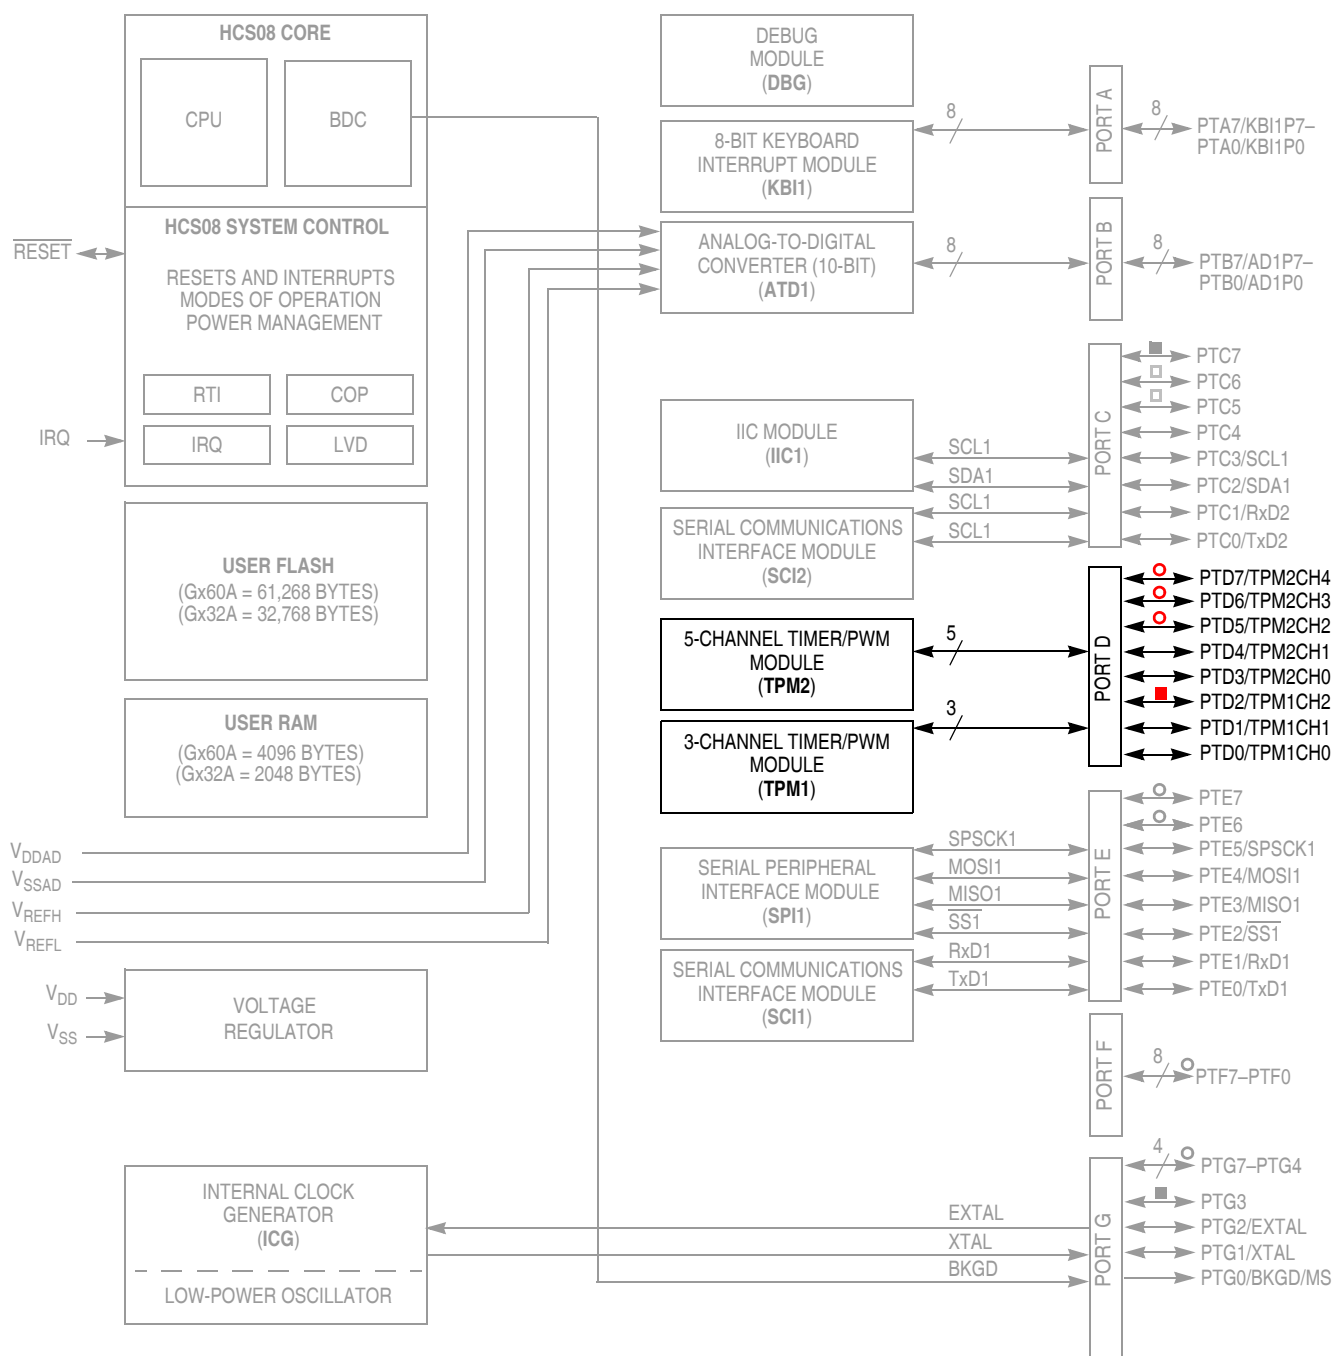 HCS08 CORE
CPU
BDC
HCS08 SYSTEM CONTROL
RESET
RESETS AND INTERRUPTS
MODES OF OPERATION
POWER MANAGEMENT
RTI
COP
IRQ
IRQ
LVD
USER FLASH
(Gx60A = 61,268 BYTES)
(Gx32A = 32,768 BYTES)
USER RAM
(Gx60A = 4096 BYTES)
(Gx32A = 2048 BYTES)
VDDAD
VSSAD
VREFH
VREFL
VDD
VSS
VOLTAGE
REGULATOR
INTERNAL CLOCK
GENERATOR
(ICG)
LOW-POWER OSCILLATOR
DEBUG
MODULE
(DBG)
8-BIT KEYBOARD
INTERRUPT MODULE
(KBI1)
8
ANALOG-TO-DIGITAL
CONVERTER (10-BIT)
(ATD1)
8
IIC MODULE
(IIC1)
SCL1
SDA1
SCL1
SCL1
SERIAL COMMUNICATIONS
INTERFACE MODULE
(SCI2)
5-CHANNEL TIMER/PWM
MODULE
(TPM2)
5
3-CHANNEL TIMER/PWM
MODULE
(TPM1)
3
SERIAL PERIPHERAL
INTERFACE MODULE
(SPI1)
SPSCK1
MOSI1
MISO1
SS1
RxD1
TxD1
SERIAL COMMUNICATIONS
INTERFACE MODULE
(SCI1)
EXTAL
XTAL
BKGD
PORT A
8
PTA7/KBI1P7–
PTA0/KBI1P0
PORT B
8
PTB7/AD1P7–
PTB0/AD1P0
PORT C
PTC7
PTC6
PTC5
PTC4
PTC3/SCL1
PTC2/SDA1
PTC1/RxD2
PTC0/TxD2
PORT D
PTD7/TPM2CH4
PTD6/TPM2CH3
PTD5/TPM2CH2
PTD4/TPM2CH1
PTD3/TPM2CH0
PTD2/TPM1CH2
PTD1/TPM1CH1
PTD0/TPM1CH0
PORT E
PTE7
PTE6
PTE5/SPSCK1
PTE4/MOSI1
PTE3/MISO1
PTE2/SS1
PTE1/RxD1
PTE0/TxD1
PORT F
8
PTF7–PTF0
PORT G
4
PTG7–PTG4
PTG3
PTG2/EXTAL
PTG1/XTAL
PTG0/BKGD/MS